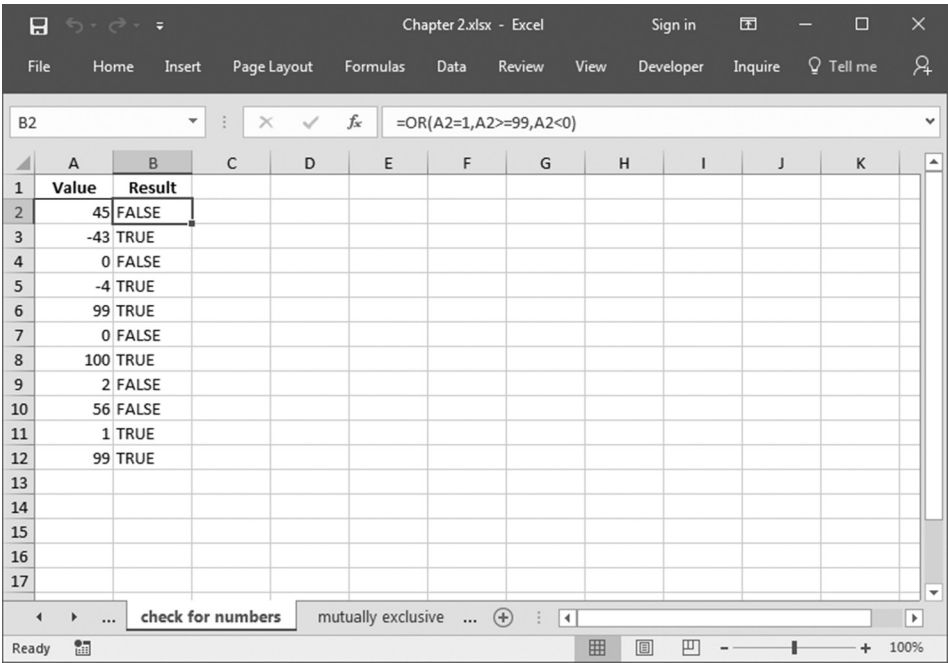 Chapter 2.xlsx - Excel Sign in
File Home Insert Page Layout Formulas Data Review View Developer Inquire Tell me
B2 fx =OR(A2=1,A2>=99,A2<0)
A B C D E F G H I J K
1 Value Result
2 45 FALSE
3 -43 TRUE
4 0 FALSE
5 -4 TRUE
6 99 TRUE
7 0 FALSE
8 100 TRUE
9 2 FALSE
10 56 FALSE
11 1 TRUE
12 99 TRUE
13
14
15
16
17
... check for numbers mutually exclusive ...
Ready 100%